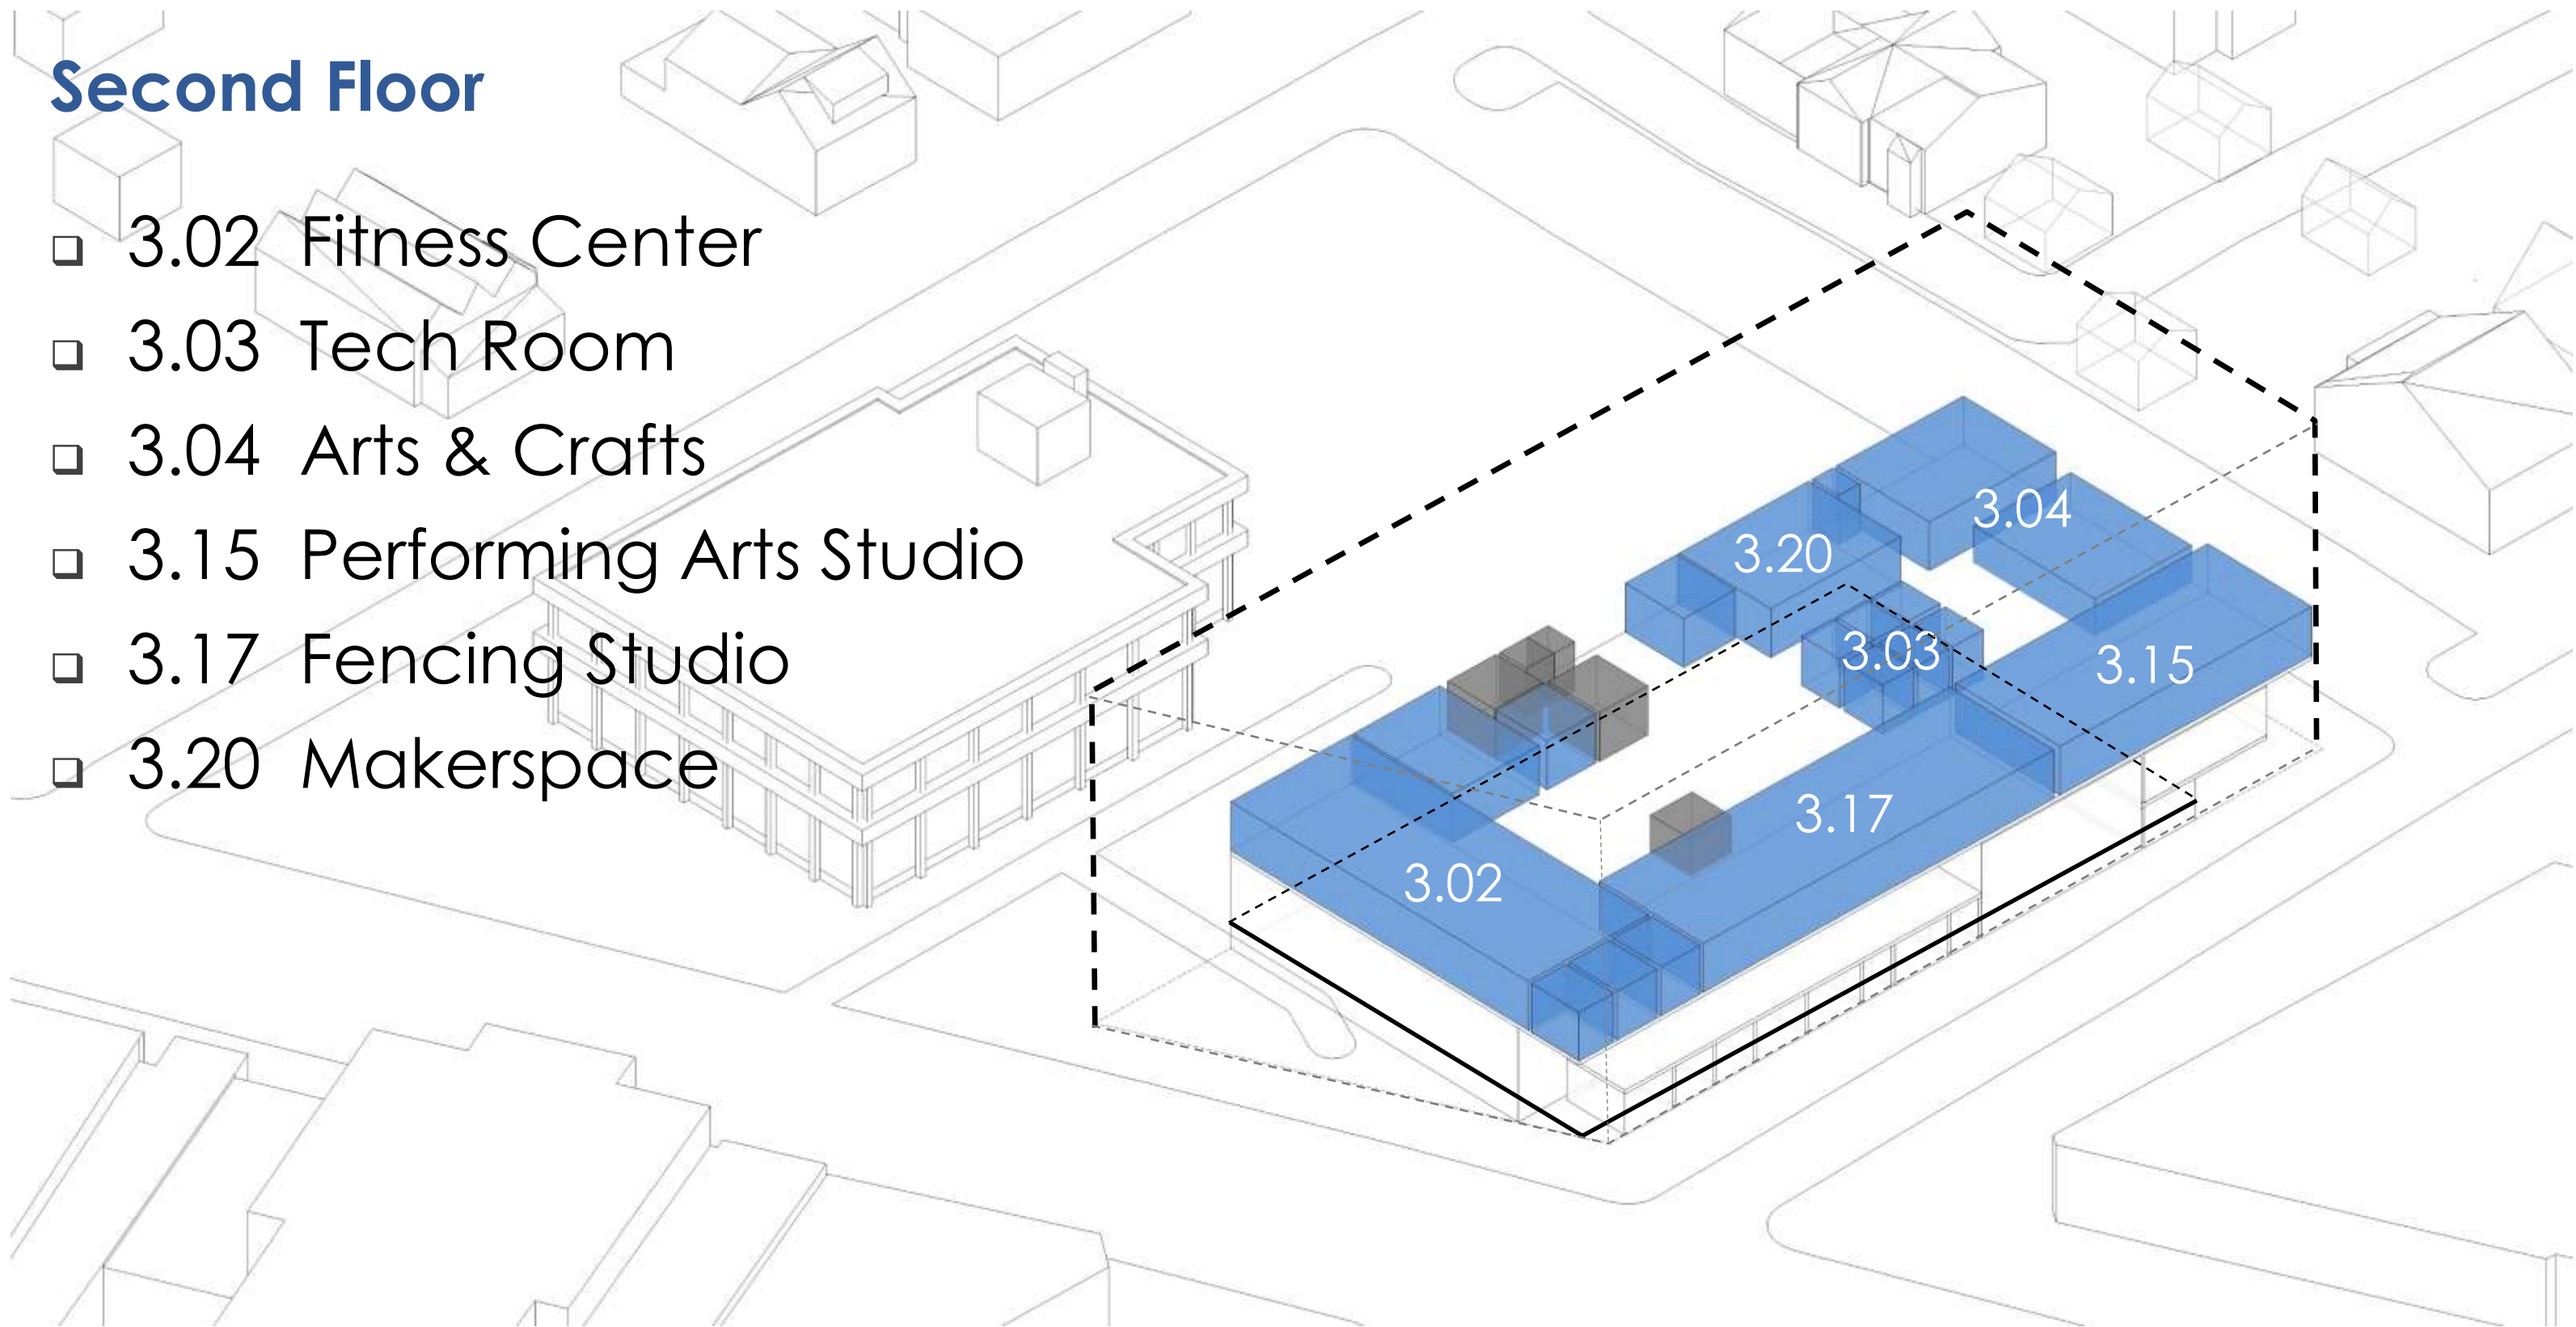 Second Floor
3.02 Fitness Center
3.03 Tech Room
3.04 Arts & Crafts
3.15 Performing Arts Studio
3.17 Fencing Studio
3.20 Makerspace
3.04
3.20
3.03
3.15
3.17
3.02